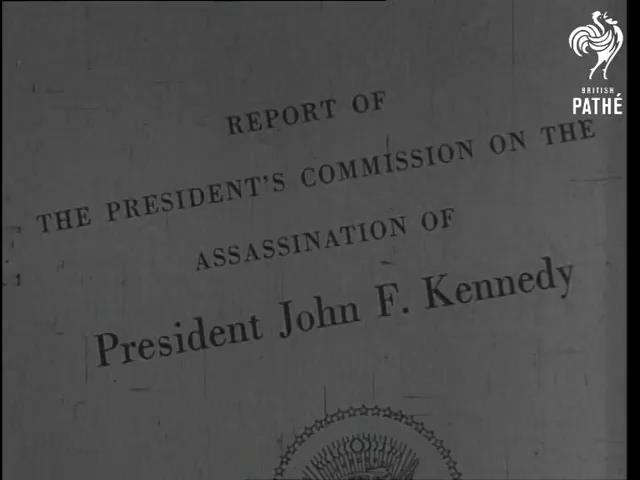 BRITISH
PATHÉ
REPORT OF
THE PRESIDENT'S COMMISSION ON THE
ASSASSINATION OF
President John F. Kennedy